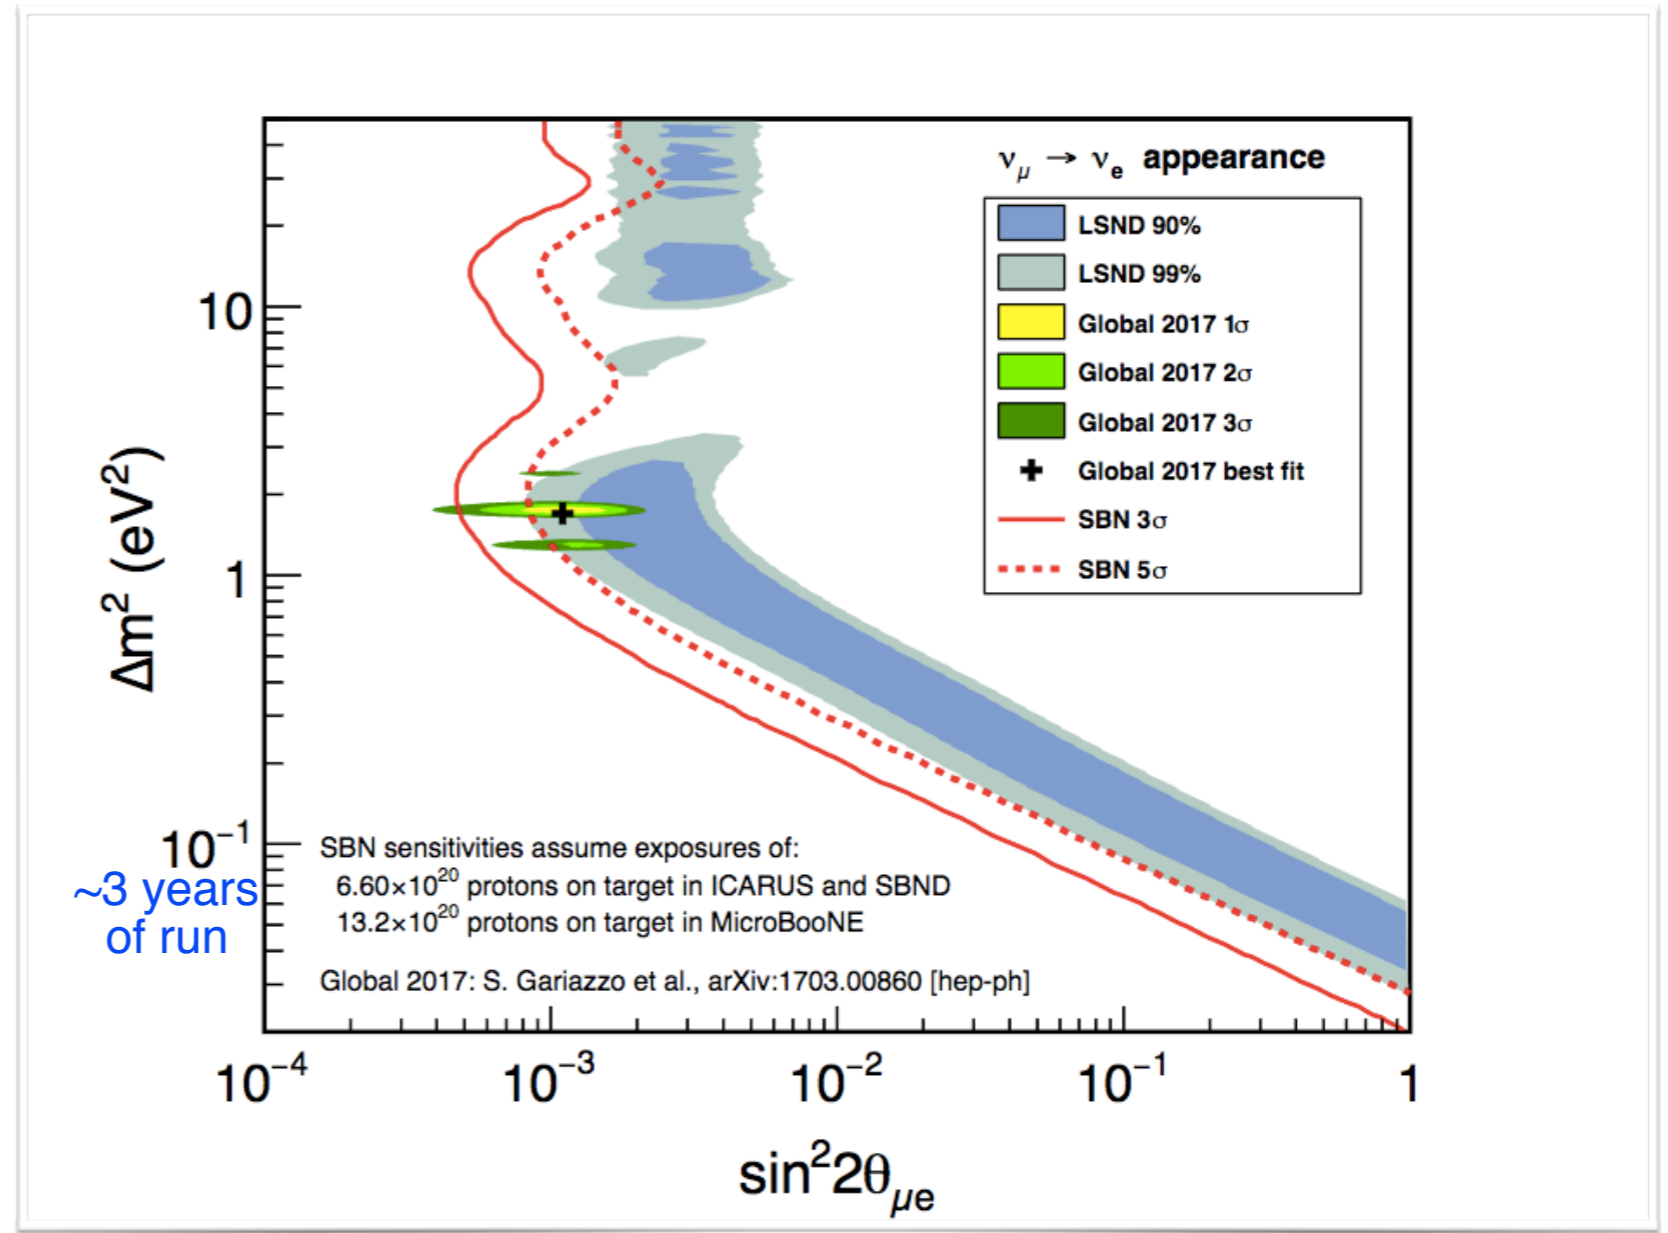 ν_μ → ν_e appearance
LSND 90%
LSND 99%
Global 2017 1σ
Global 2017 2σ
Global 2017 3σ
Global 2017 best fit
SBN 3σ
SBN 5σ
10
1
10⁻¹
Δm² (eV²)
~3 years
of run
SBN sensitivities assume exposures of:
6.60×10²⁰ protons on target in ICARUS and SBND
13.2×10²⁰ protons on target in MicroBooNE
Global 2017: S. Gariazzo et al., arXiv:1703.00860 [hep-ph]
10⁻⁴ 10⁻³ 10⁻² 10⁻¹ 1
sin²2θ_μe